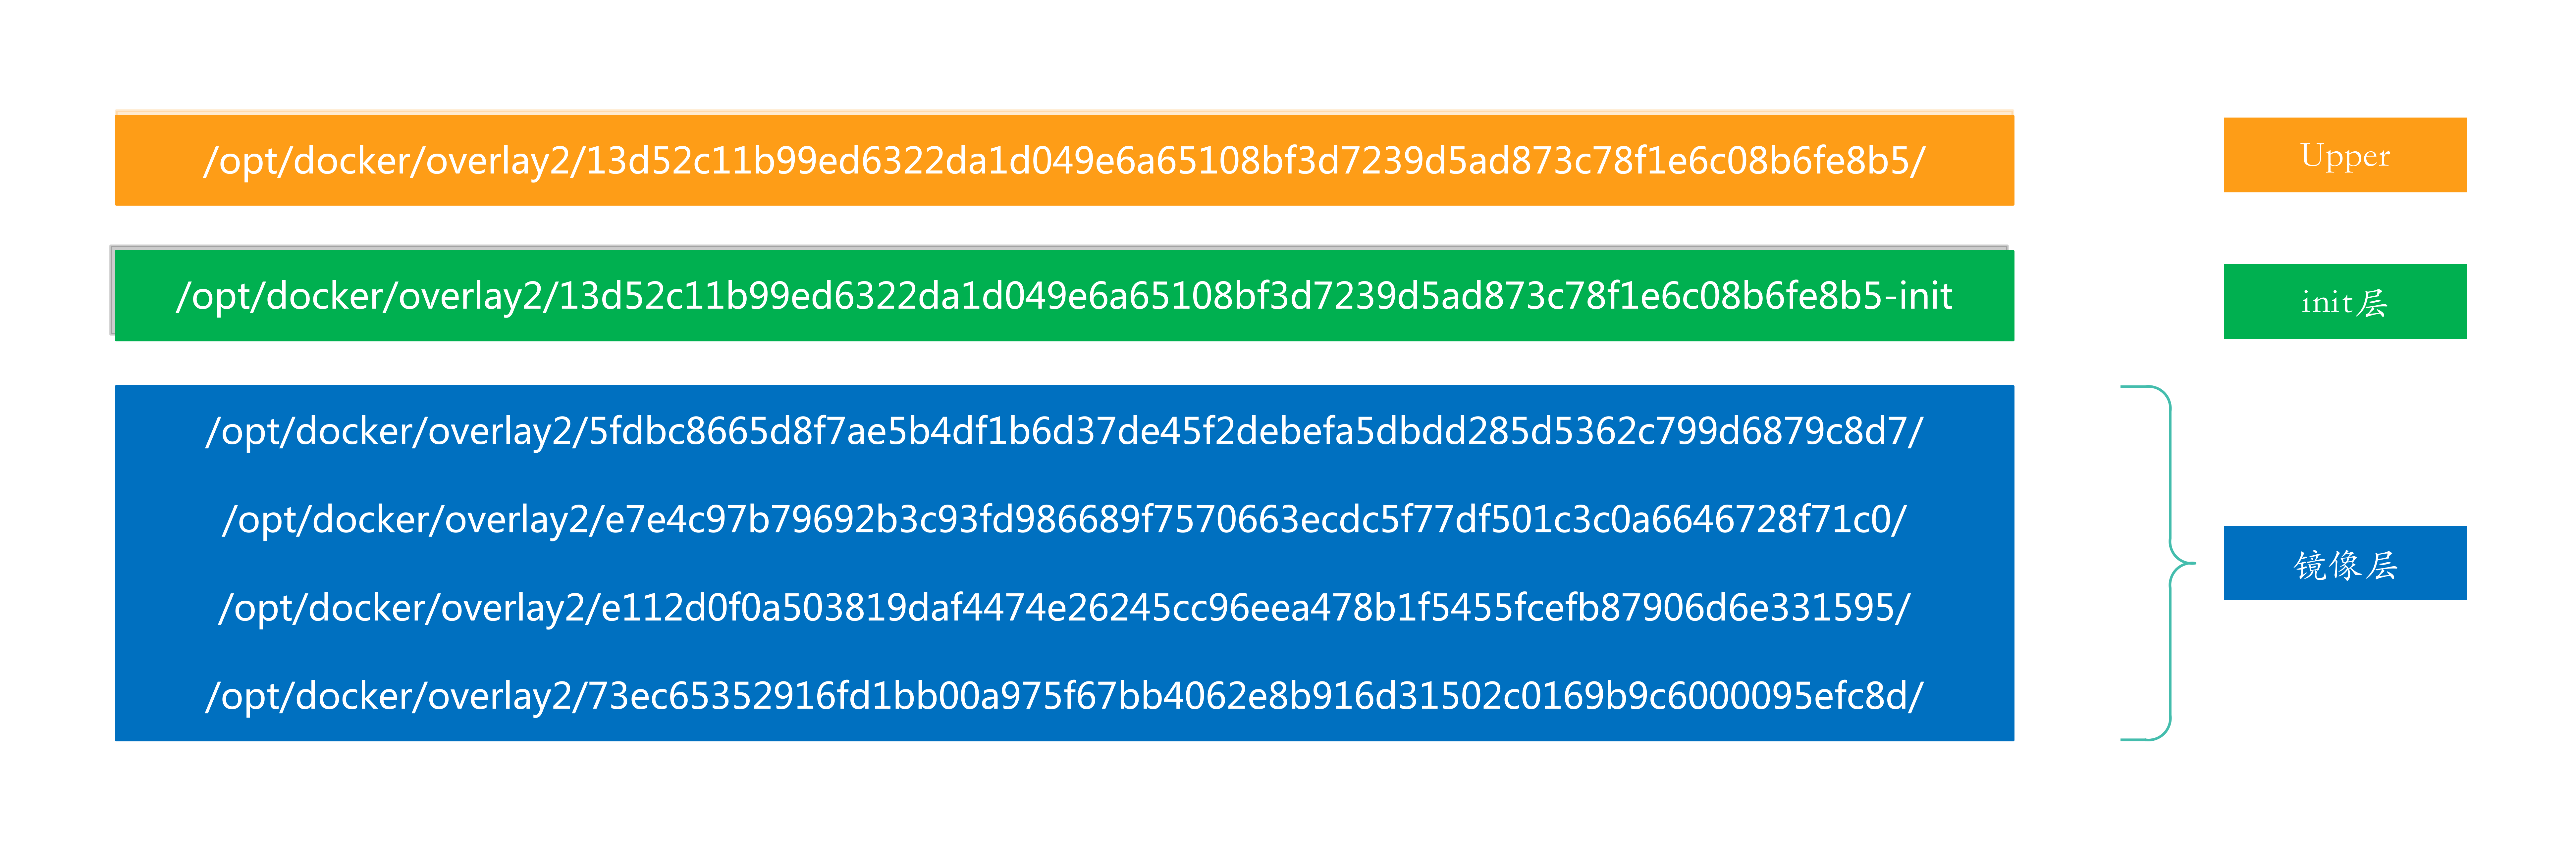 /opt/docker/overlay2/13d52c11b99ed6322da1d049e6a65108bf3d7239d5ad873c78f1e6c08b6fe8b5/
Upper
/opt/docker/overlay2/13d52c11b99ed6322da1d049e6a65108bf3d7239d5ad873c78f1e6c08b6fe8b5-init
init层
/opt/docker/overlay2/5fdbc8665d8f7ae5b4df1b6d37de45f2debefa5dbdd285d5362c799d6879c8d7/
/opt/docker/overlay2/e7e4c97b79692b3c93fd986689f7570663ecdc5f77df501c3c0a6646728f71c0/
/opt/docker/overlay2/e112d0f0a503819daf4474e26245cc96eea478b1f5455fcefb87906d6e331595/
/opt/docker/overlay2/73ec65352916fd1bb00a975f67bb4062e8b916d31502c0169b9c6000095efc8d/
镜像层